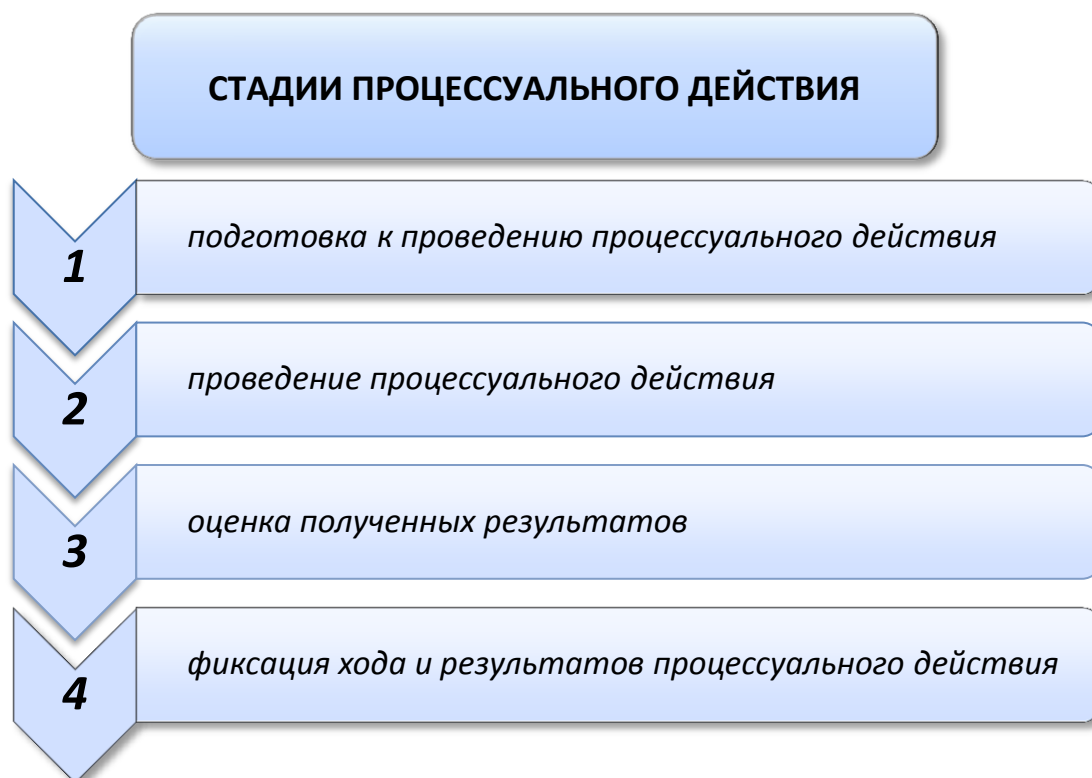 СТАДИИ ПРОЦЕССУАЛЬНОГО ДЕЙСТВИЯ
1
подготовка к проведению процессуального действия
2
проведение процессуального действия
3
оценка полученных результатов
4
фиксация хода и результатов процессуального действия